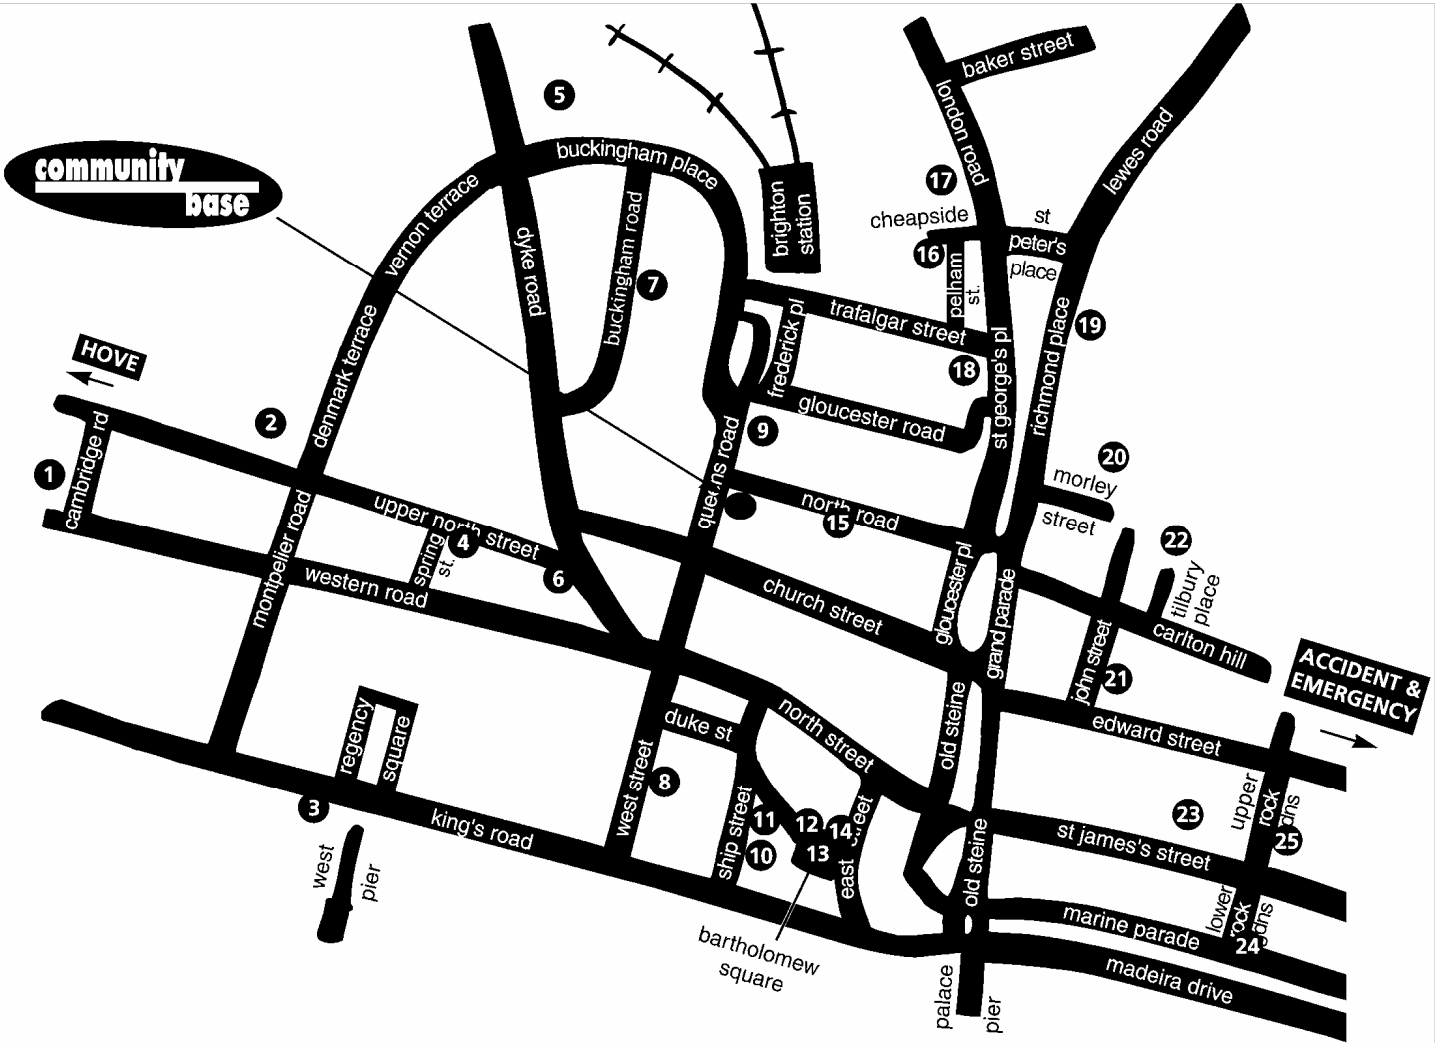 baker street
london road
lewes road
5
community
base
buckingham place
vernon terrace
dyke road
buckingham road
brighton
station
17
cheapside
st
peter's
place
16
pelham
st.
7
trafalgar street
frederick pl
18
st george's pl
richmond place
19
HOVE
denmark terrace
2
gloucester road
9
1
cambridge rd
queens road
north road
15
20
morley
street
upper north street
spring
st.
4
6
montpelier road
western road
church street
gloucester pl
grand parade
22
tilbury
place
carlton hill
john street
21
ACCIDENT &
EMERGENCY
regency
square
duke st
north street
old steine
edward street
3
king's road
west street
8
ship street
11
10
12
13
14
east street
old steine
23
st james's street
upper
rock
gdns
25
lower
rock
gdns
24
west
pier
bartholomew
square
marine parade
madeira drive
palace
pier